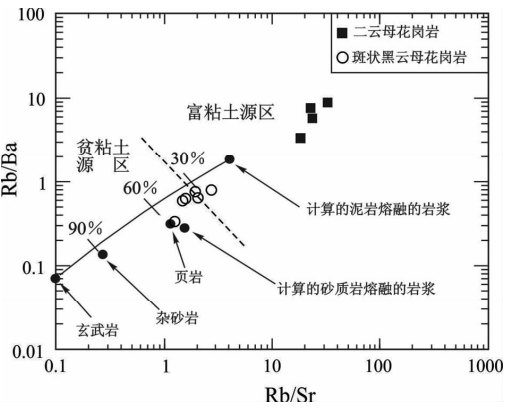 100
10
1
0.1
0.01
Rb/Ba
二云母花岗岩
斑状黑云母花岗岩
富粘土源区
贫粘土
源 区
30%
60%
90%
计算的泥岩熔融的岩浆
计算的砂质岩熔融的岩浆
页岩
杂砂岩
玄武岩
0.1
1
10
100
1000
Rb/Sr